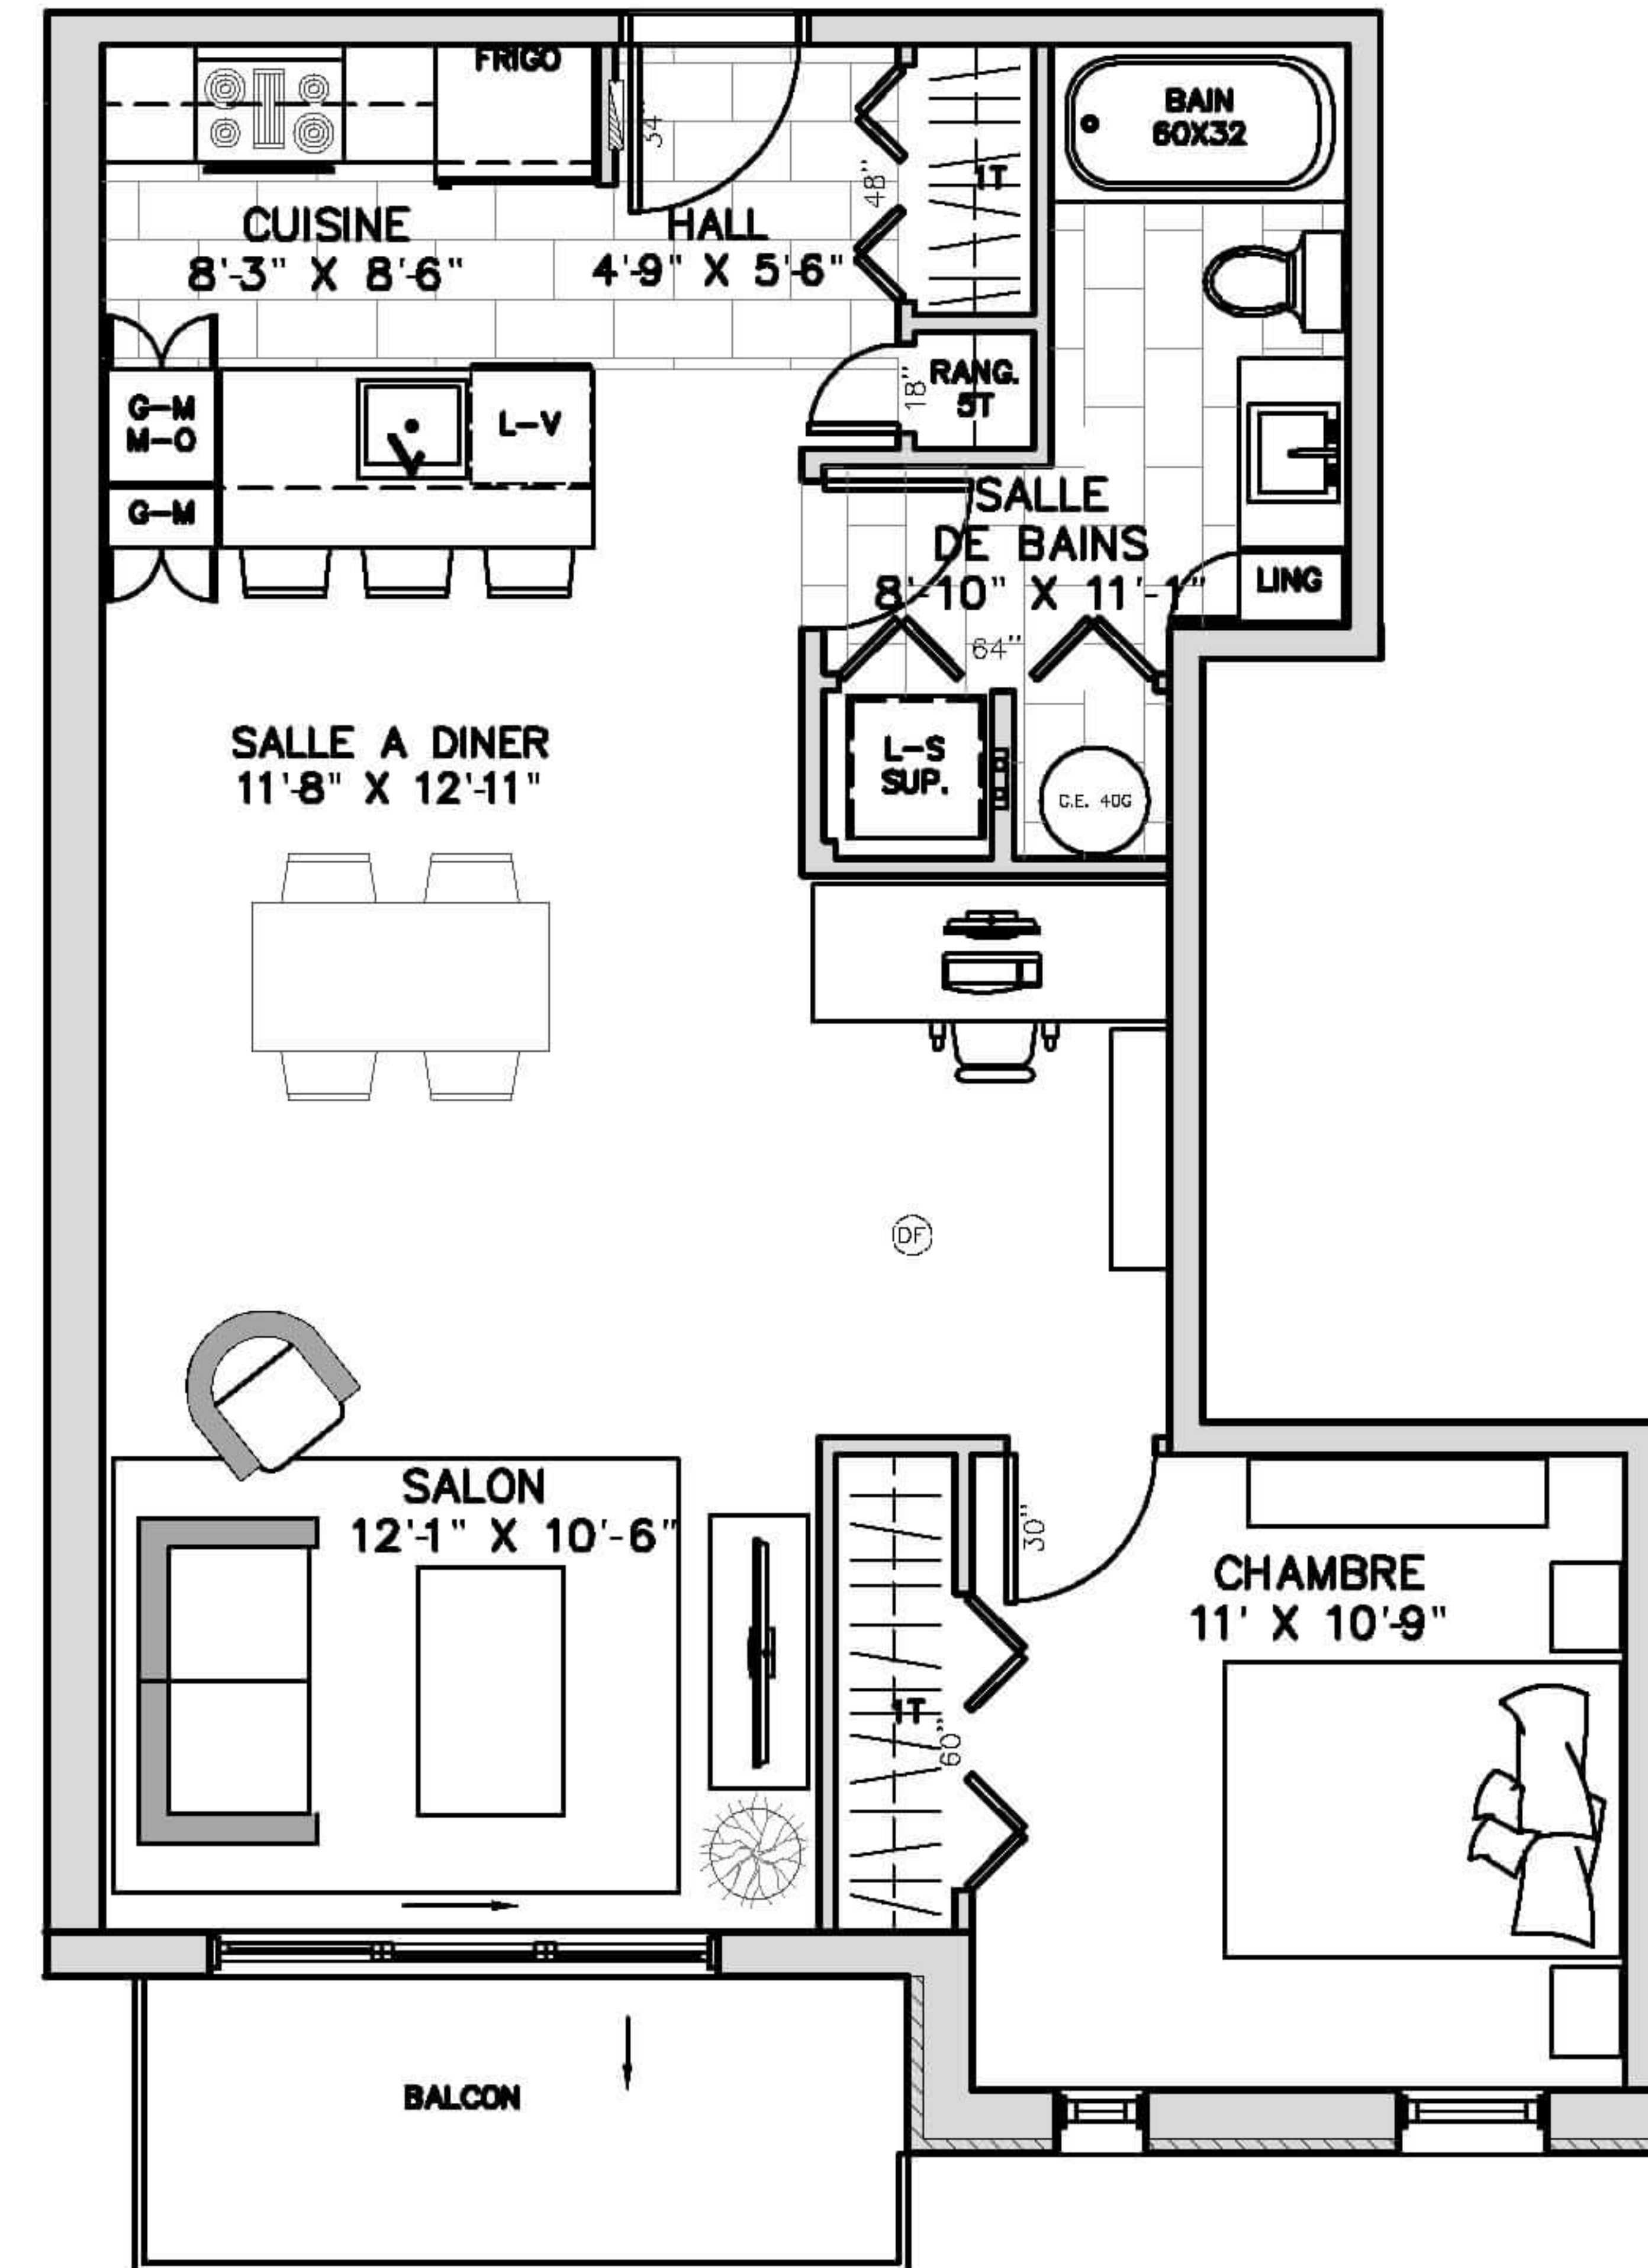 FRIGO
34"
BAIN
60X32
1T
48"
CUISINE
8'-3" X 8'-6"
HALL
4'-9" X 5'-6"
RANG.
5T
18"
G-M
M-O
L-V
G-M
SALLE
DE BAINS
8'-10" X 11'-1"
LING
64"
SALLE A DINER
11'-8" X 12'-11"
L-S
SUP.
C.E. 40G
DF
SALON
12'-1" X 10'-6"
30"
CHAMBRE
11' X 10'-9"
1T
60"
BALCON